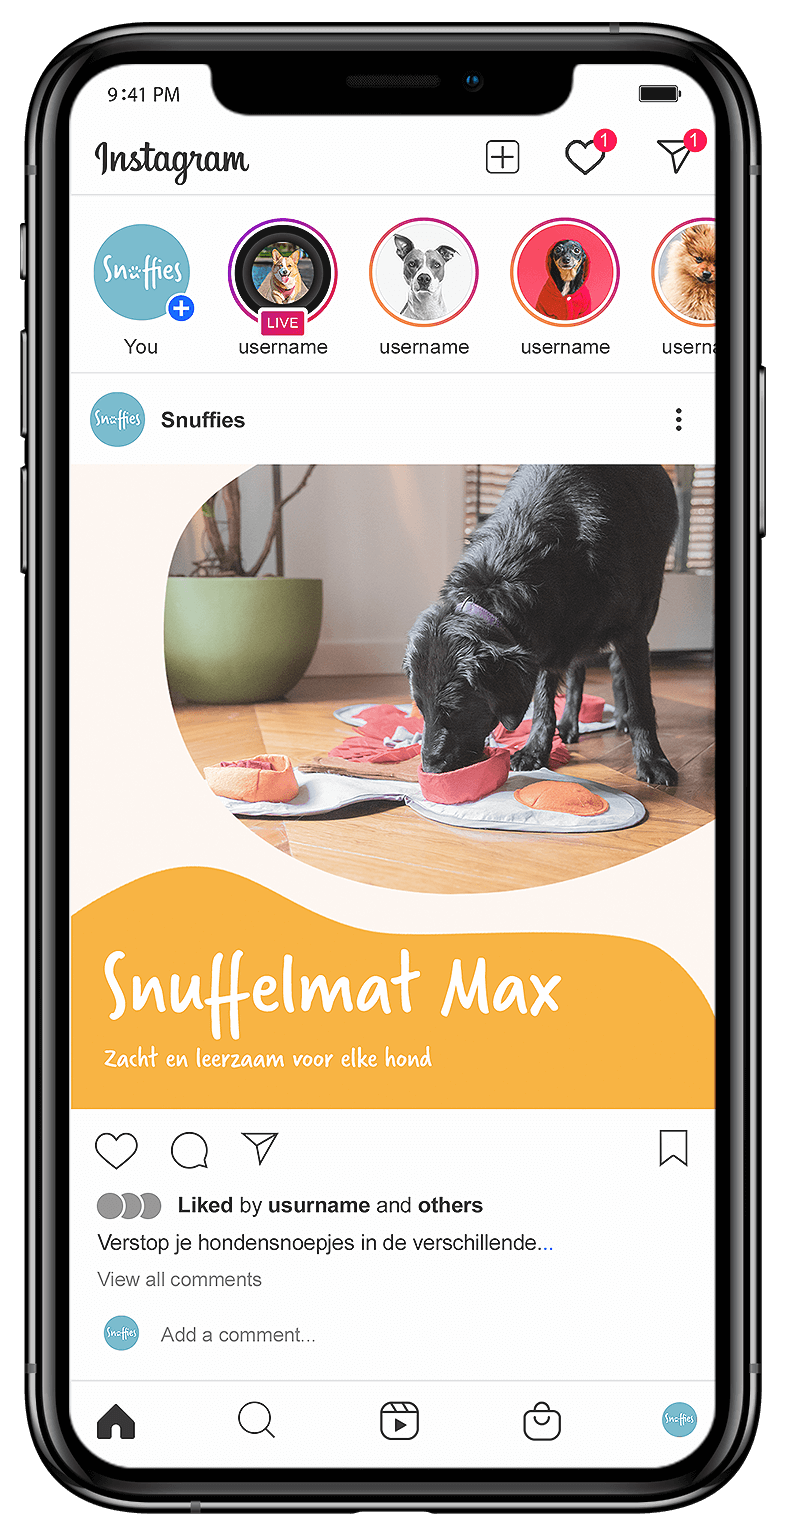 9:41 PM
Instagram
1
1
Snuffies
LIVE
You
username
username
username
usern
Snuffies
Snuffies
Snuffelmat Max
Zacht en leerzaam voor elke hond
Liked by usurname and others
Verstop je hondensnoepjes in de verschillende...
View all comments
Snuffies
Add a comment...
Snuffies